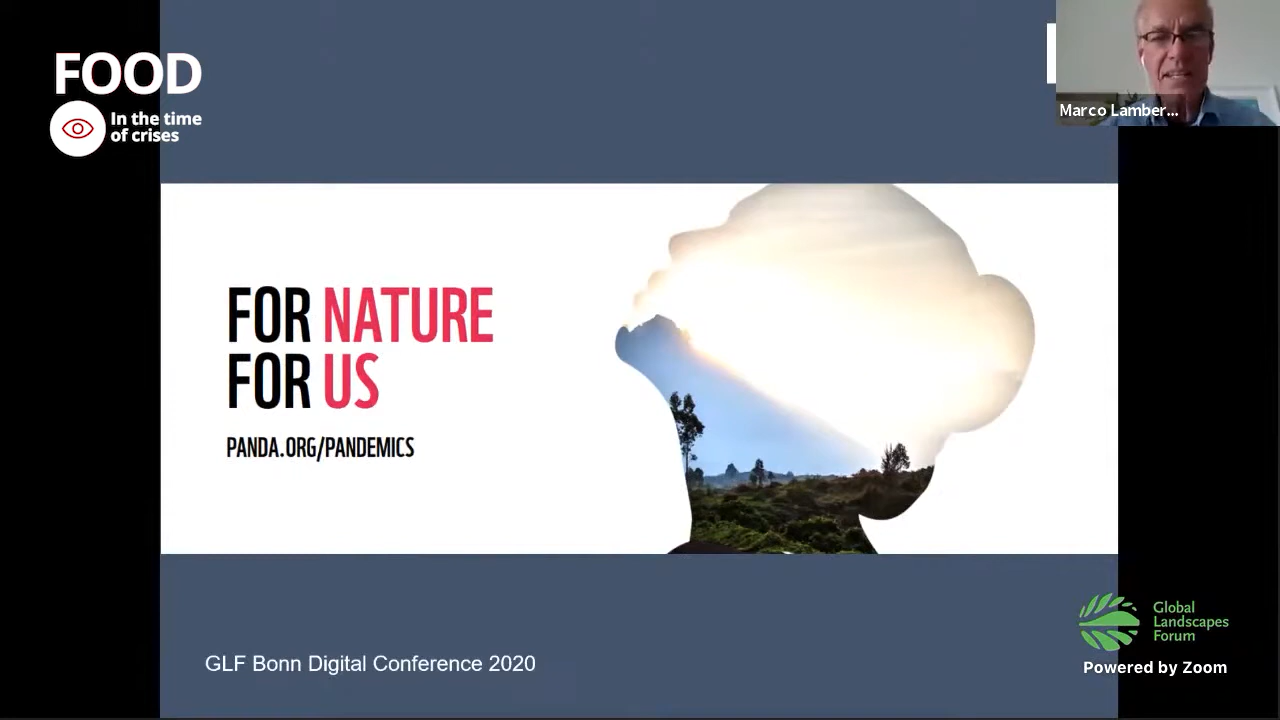 FOOD
In the time
of crises
Marco Lamber...
FOR NATURE
FOR US
PANDA.ORG/PANDEMICS
GLF Bonn Digital Conference 2020
Global
Landscapes
Forum
Powered by Zoom